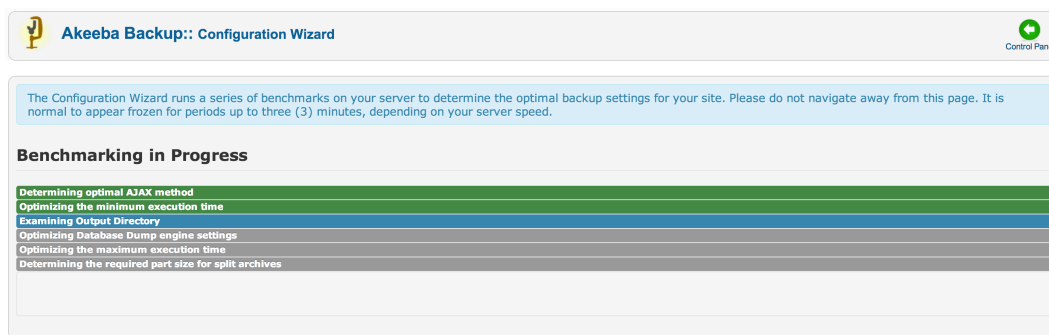 Akeeba Backup:: Configuration Wizard
Control
The Configuration Wizard runs a series of benchmarks on your server to determine the optimal backup settings for your site. Please do not navigate away from this page. It is
normal to appear frozen for periods up to three (3) minutes, depending on your server speed.
Benchmarking in Progress
Determining optimal AJAX method
Optimizing the minimum execution time
Examining Output Directory
Optimizing Database Dump engine settings
Optimizing the maximum execution time
Determining the required part size for split archives